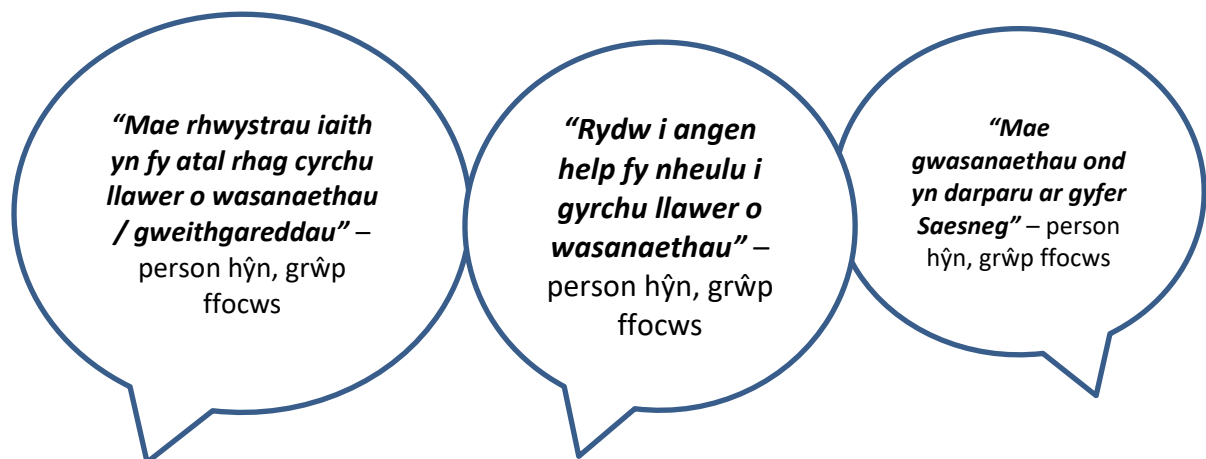 “Mae rhwystrau iaith
yn fy atal rhag cyrchu
llawer o wasanaethau
/ gweithgareddau” –
person hŷn, grŵp
ffocws
“Rydw i angen
help fy nheulu i
gyrchu llawer o
wasanaethau” –
person hŷn, grŵp
ffocws
“Mae
gwasanaethau ond
yn darparu ar gyfer
Saesneg” – person
hŷn, grŵp ffocws